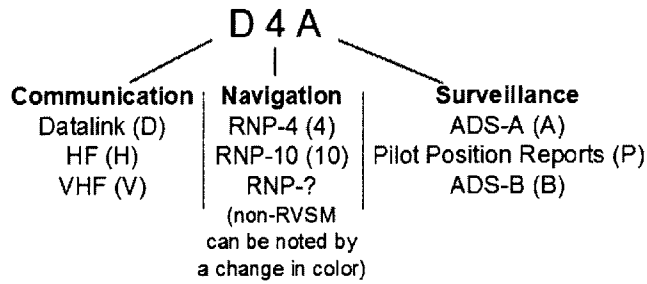 D 4 A
Communication
Datalink (D)
HF (H)
VHF (V)
Navigation
RNP-4 (4)
RNP-10 (10)
RNP-?
(non-RVSM
can be noted by
a change in color)
Surveillance
ADS-A (A)
Pilot Position Reports (P)
ADS-B (B)